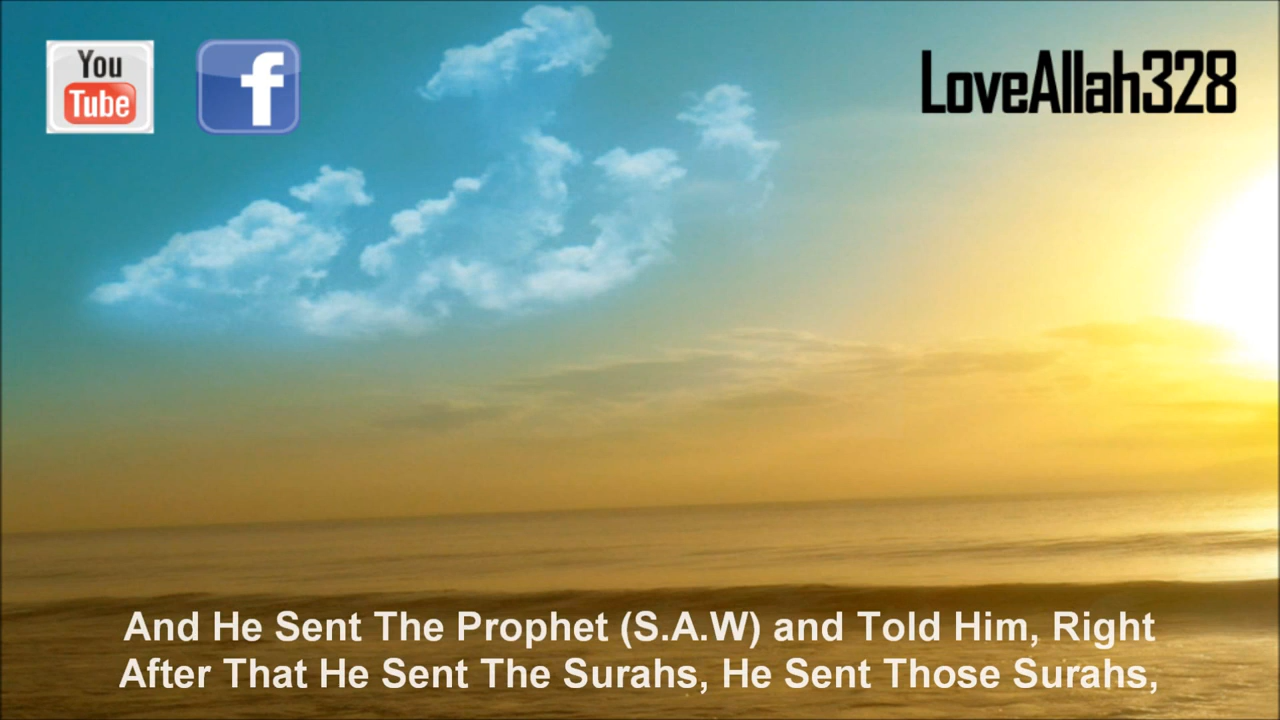 You
Tube
f
LoveAllah328
And He Sent The Prophet (S.A.W) and Told Him, Right
After That He Sent The Surahs, He Sent Those Surahs,